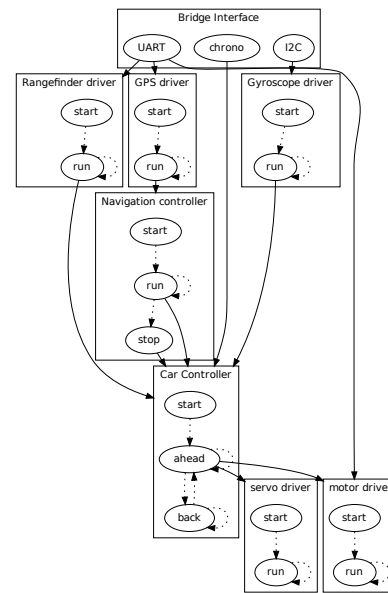 Bridge Interface
UART
chrono
I2C
Rangefinder driver
GPS driver
Gyroscope driver
start
start
start
run
run
run
Navigation controller
start
run
stop
Car Controller
start
ahead
back
servo driver
motor drive
start
start
run
run